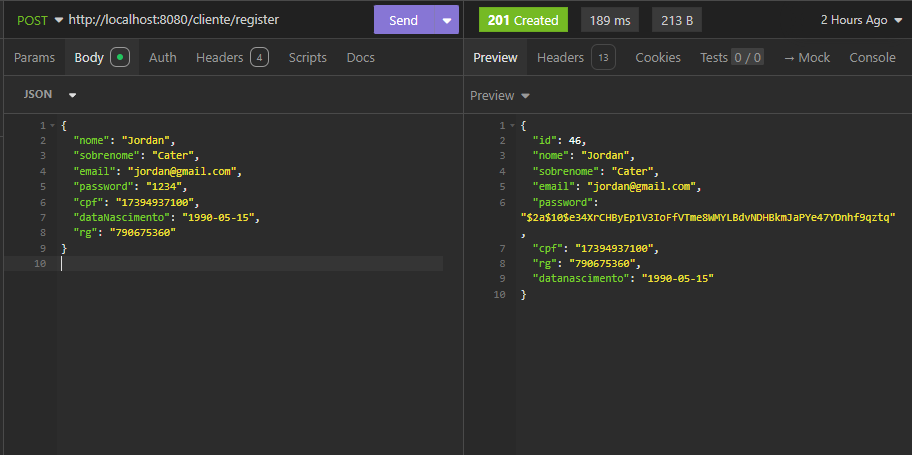 POST http://localhost:8080/cliente/register Send 201 Created 189 ms 213 B 2 Hours Ago
Params Body Auth Headers 4 Scripts Docs Preview Headers 13 Cookies Tests 0 / 0 → Mock Console
JSON
Preview
1 {
2 "nome": "Jordan",
3 "sobrenome": "Cater",
4 "email": "jordan@gmail.com",
5 "password": "1234",
6 "cpf": "17394937100",
7 "dataNascimento": "1990-05-15",
8 "rg": "790675360"
9 }
10
1 {
2 "id": 46,
3 "nome": "Jordan",
4 "sobrenome": "Cater",
5 "email": "jordan@gmail.com",
6 "password":
"$2a$10$e34XrCHByEp1V3IoFfVTme8WMYLBdvNDHBkmJaPYe47YDnhf9qztq"
,
7 "cpf": "17394937100",
8 "rg": "790675360",
9 "datanascimento": "1990-05-15"
10 }